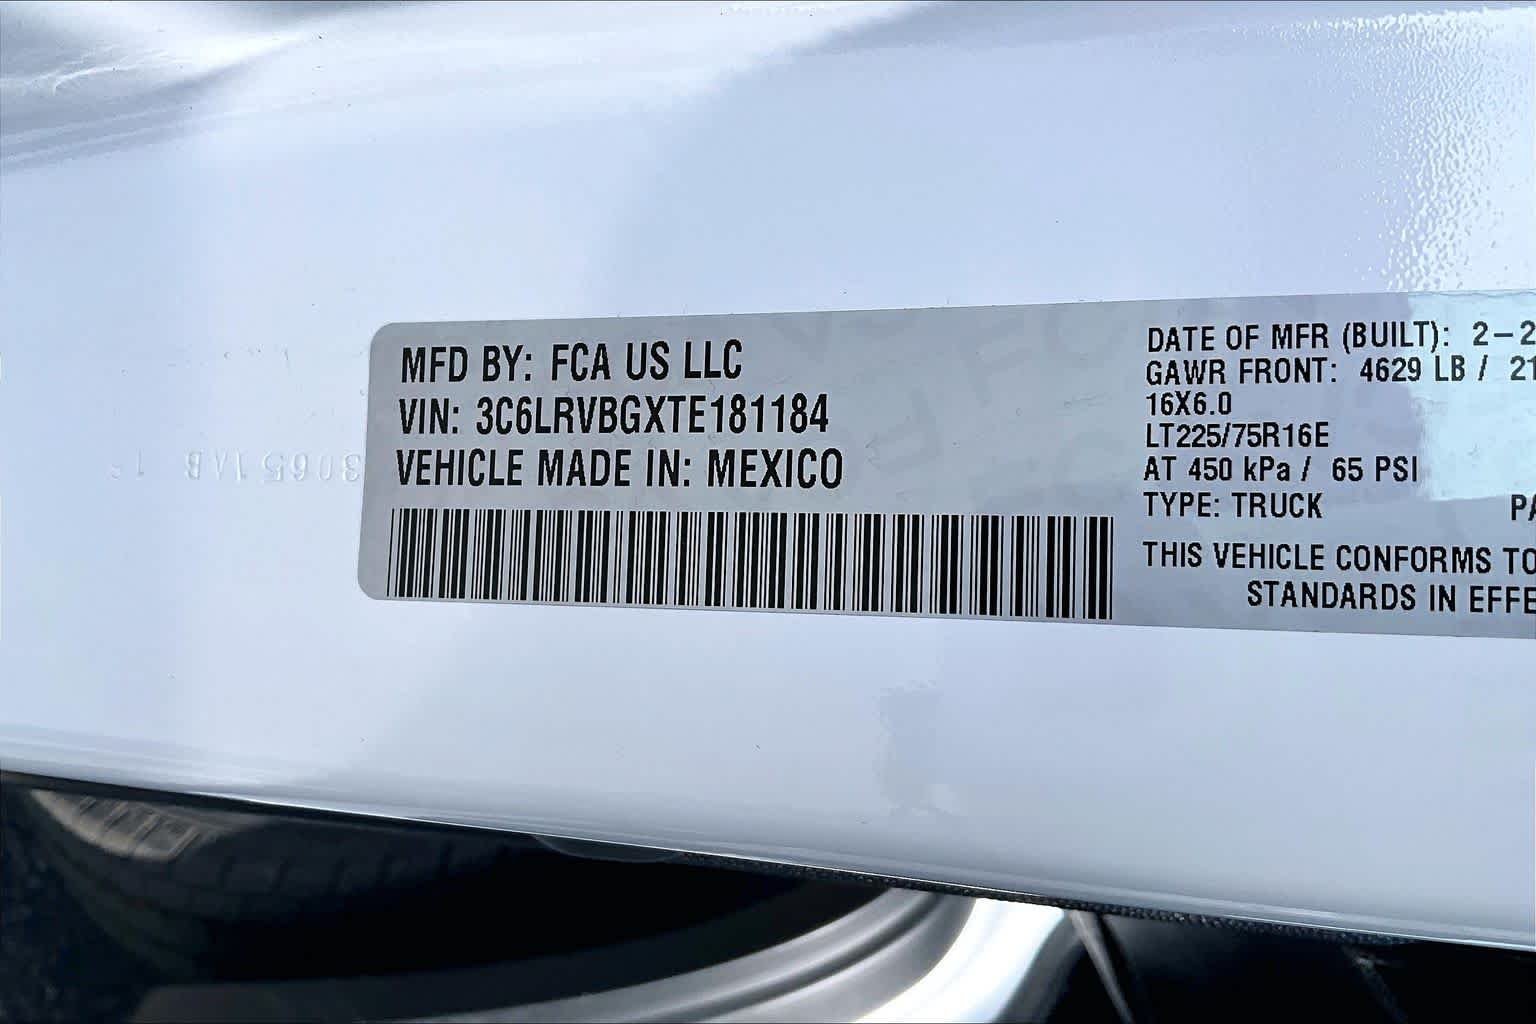 MFD BY: FCA US LLC
VIN: 3C6LRVBGXTE181184
VEHICLE MADE IN: MEXICO
DATE OF MFR (BUILT): 2-2
GAWR FRONT: 4629 LB / 21
16X6.0
LT225/75R16E
AT 450 kPa / 65 PSI
TYPE: TRUCK PA
THIS VEHICLE CONFORMS TO
STANDARDS IN EFFE